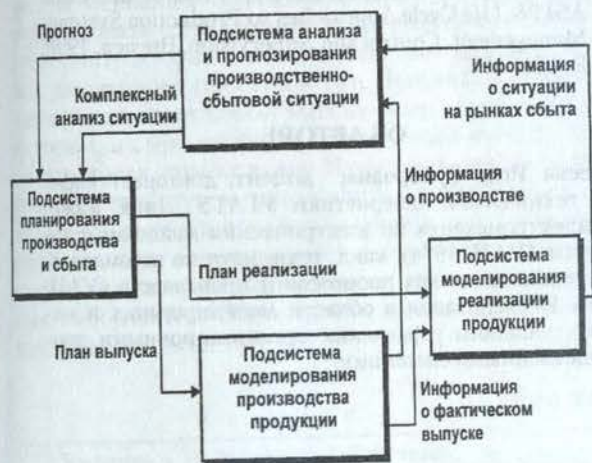 Прогноз
Подсистема анализа
и прогнозирования
производственно-
сбытовой ситуации
Информация
о ситуации
на рынках сбыта
Комплексный
анализ ситуации
Информация
о производстве
Подсистема
планирования
производства
и сбыта
План реализации
Подсистема
моделирования
реализации
продукции
План выпуска
Подсистема
моделирования
производства
продукции
Информация
о фактическом
выпуске